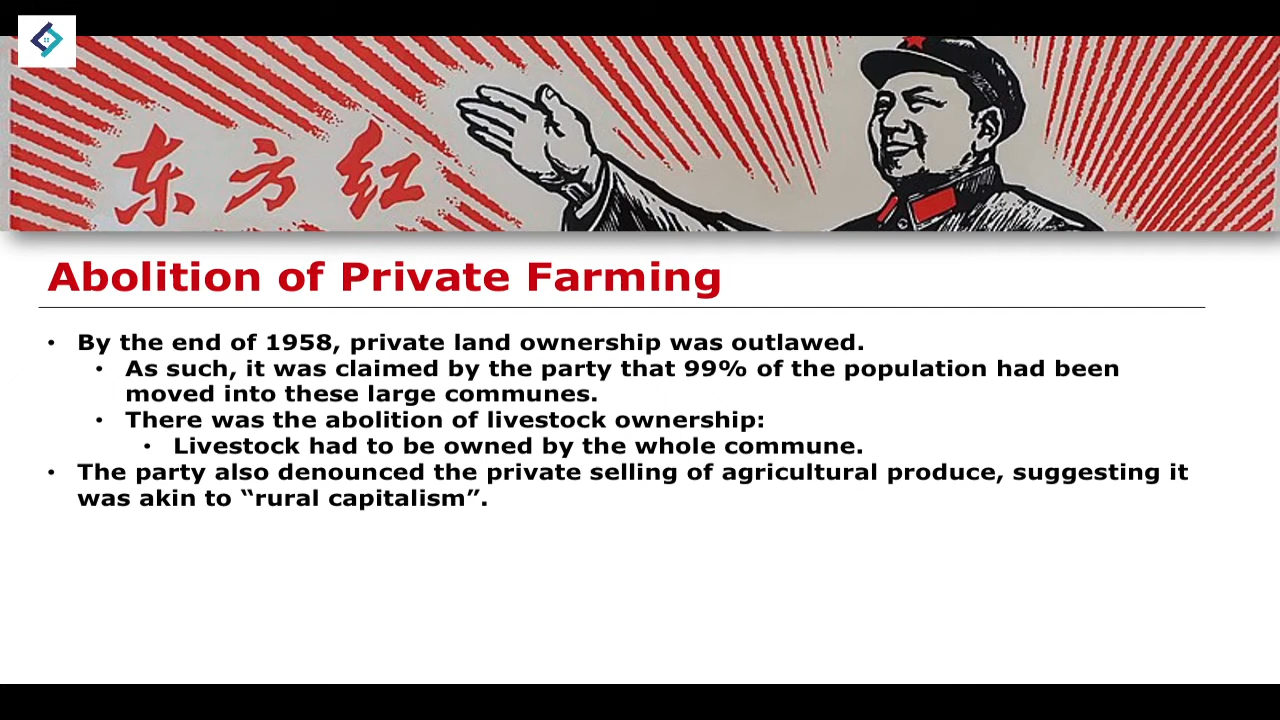 东方红
Abolition of Private Farming
• By the end of 1958, private land ownership was outlawed.
• As such, it was claimed by the party that 99% of the population had been
moved into these large communes.
• There was the abolition of livestock ownership:
• Livestock had to be owned by the whole commune.
• The party also denounced the private selling of agricultural produce, suggesting it
was akin to “rural capitalism”.